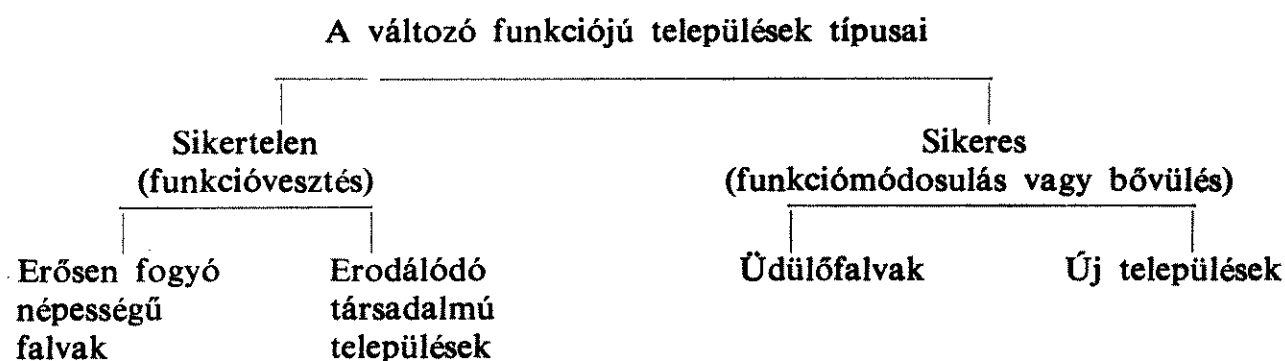 A változó funkciójú települések típusai
Sikertelen
(funkcióvesztés)
Sikeres
(funkciómódosulás vagy bővülés)
Erősen fogyó
népességű
falvak
Erodálódó
társadalmú
települések
Üdülőfalvak
Új települések